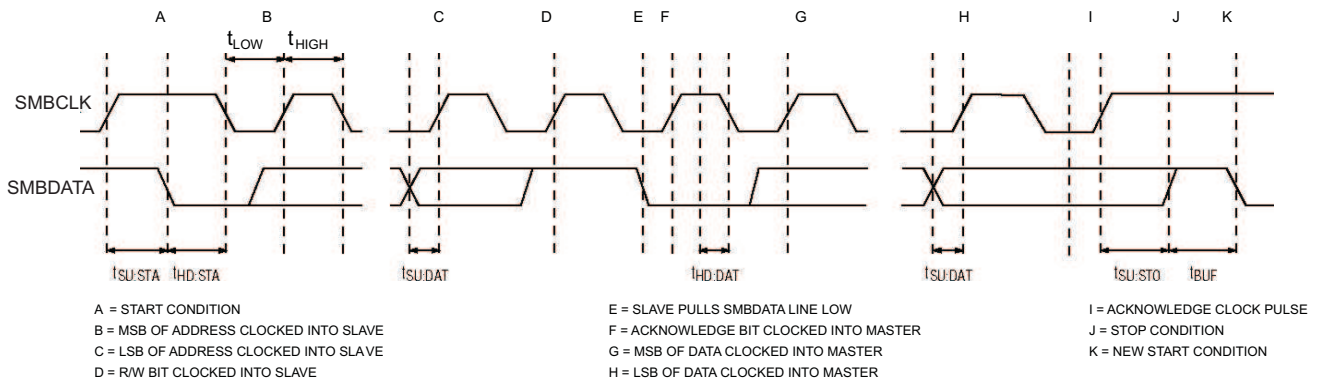 A B C D E F G H I J K
tLOW tHIGH
SMBCLK
SMBDATA
tSU:STA tHD:STA tSU:DAT tHD:DAT tSU:DAT tSU:STO tBUF
A = START CONDITION
B = MSB OF ADDRESS CLOCKED INTO SLAVE
C = LSB OF ADDRESS CLOCKED INTO SLAVE
D = R/W BIT CLOCKED INTO SLAVE
E = SLAVE PULLS SMBDATA LINE LOW
F = ACKNOWLEDGE BIT CLOCKED INTO MASTER
G = MSB OF DATA CLOCKED INTO MASTER
H = LSB OF DATA CLOCKED INTO MASTER
I = ACKNOWLEDGE CLOCK PULSE
J = STOP CONDITION
K = NEW START CONDITION